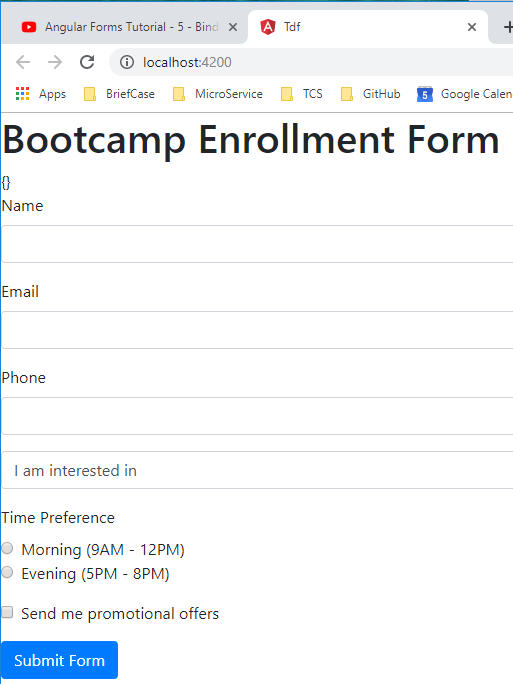 Angular Forms Tutorial - 5 - Bind
Tdf
localhost:4200
Apps BriefCase MicroService TCS GitHub 5 Google Calen
Bootcamp Enrollment Form
{}
Name
Email
Phone
I am interested in
Time Preference
Morning (9AM - 12PM)
Evening (5PM - 8PM)
Send me promotional offers
Submit Form